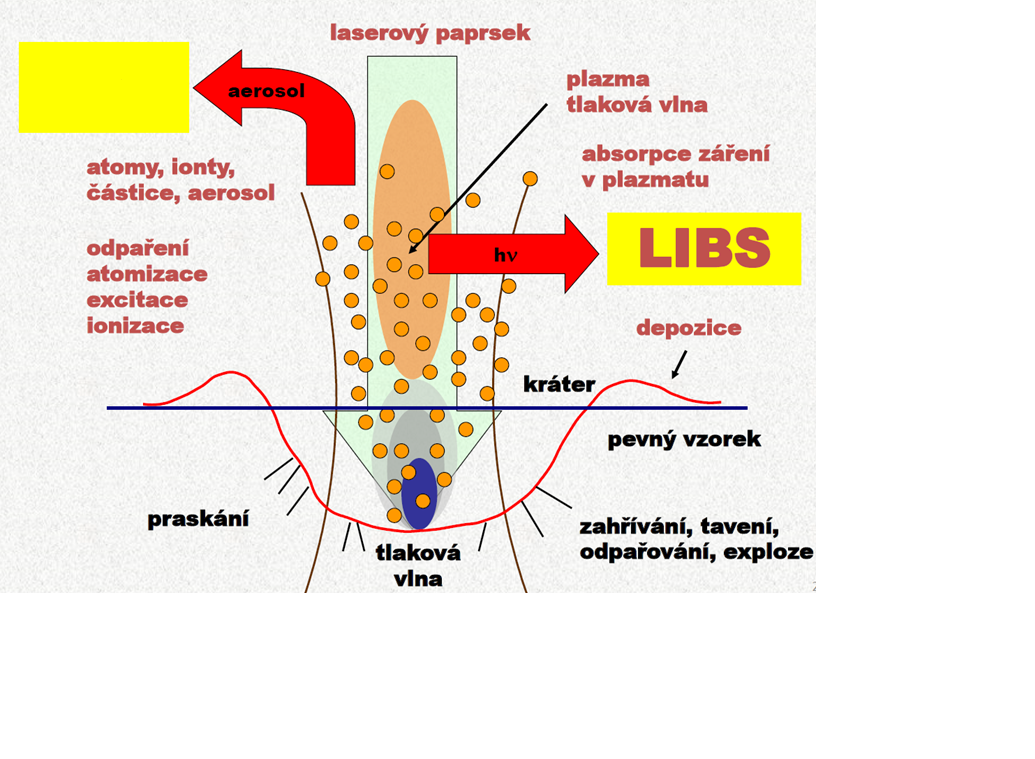 laserový paprsek
aerosol
plazma
tlaková vlna
absorpce záření
v plazmatu
atomy, ionty,
částice, aerosol
LIBS
hν
odpaření
atomizace
excitace
ionizace
depozice
kráter
pevný vzorek
praskání
zahřívání, tavení,
odpařování, exploze
tlaková
vlna